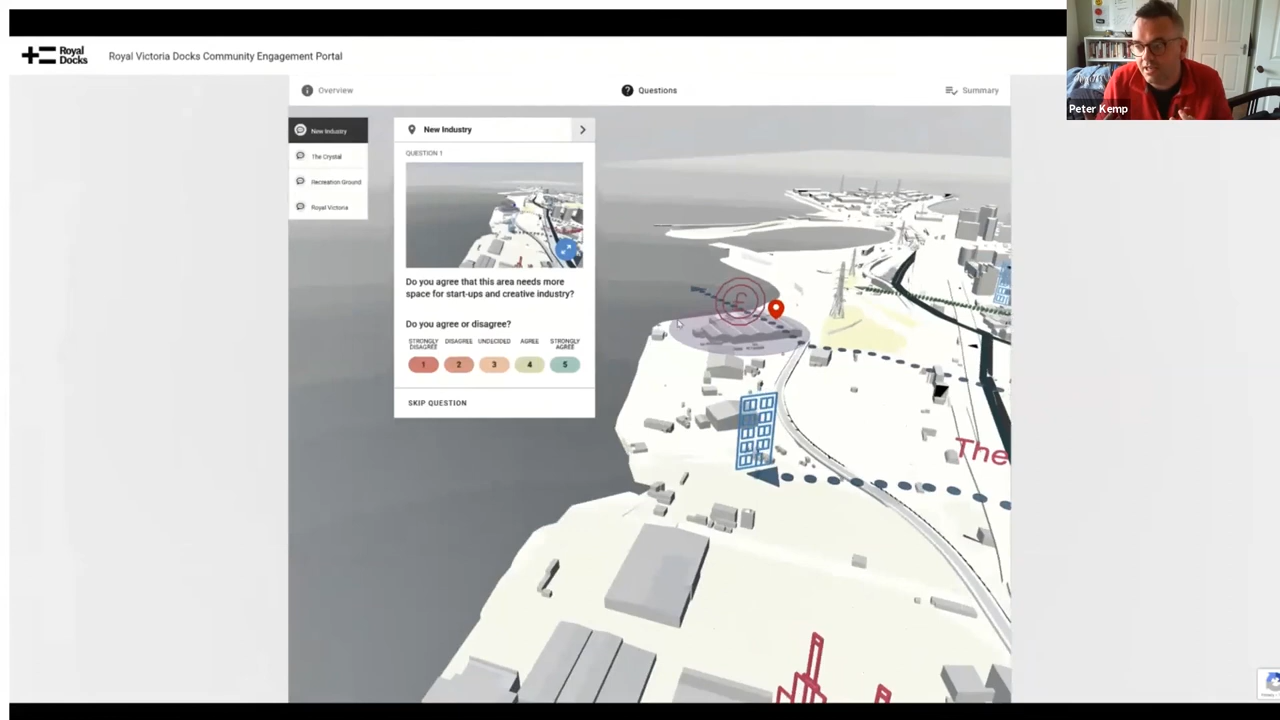 Royal
Docks
Royal Victoria Docks Community Engagement Portal
Peter Kemp
Overview
Questions
Summary
New Industry
The Crystal
Recreation Ground
Royal Victoria
New Industry
QUESTION 1
Do you agree that this area needs more
space for start-ups and creative industry?
Do you agree or disagree?
STRONGLY DISAGREE
DISAGREE
UNDECIDED
AGREE
STRONGLY AGREE
1 2 3 4 5
SKIP QUESTION
£
The